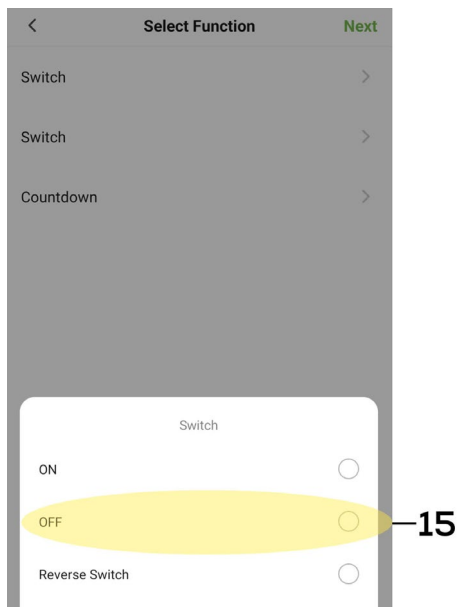 Select Function Next
Switch
Switch
Countdown
Switch
ON
OFF
15
Reverse Switch